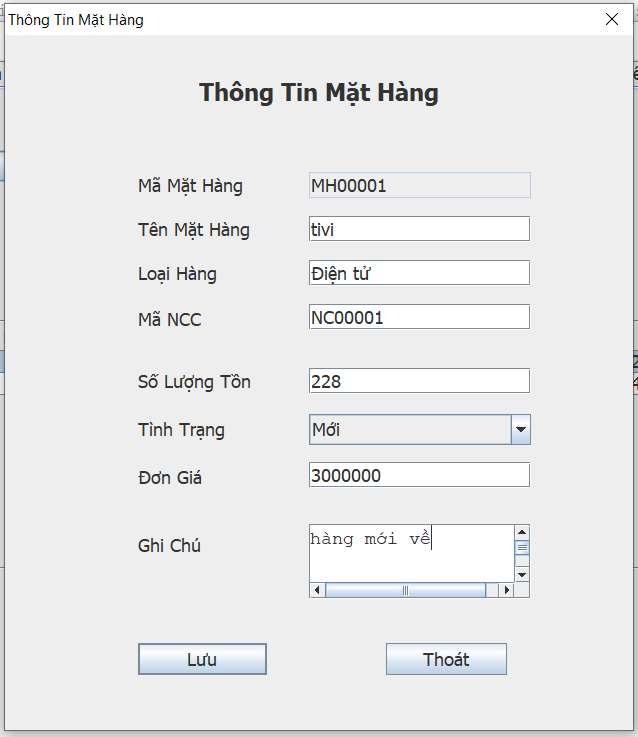 Thông Tin Mặt Hàng
Thông Tin Mặt Hàng
Mã Mặt Hàng MH00001
Tên Mặt Hàng tivi
Loại Hàng Điện tử
Mã NCC NC00001
Số Lượng Tồn 228
Tình Trạng Mới
Đơn Giá 3000000
Ghi Chú hàng mới về
Lưu Thoát